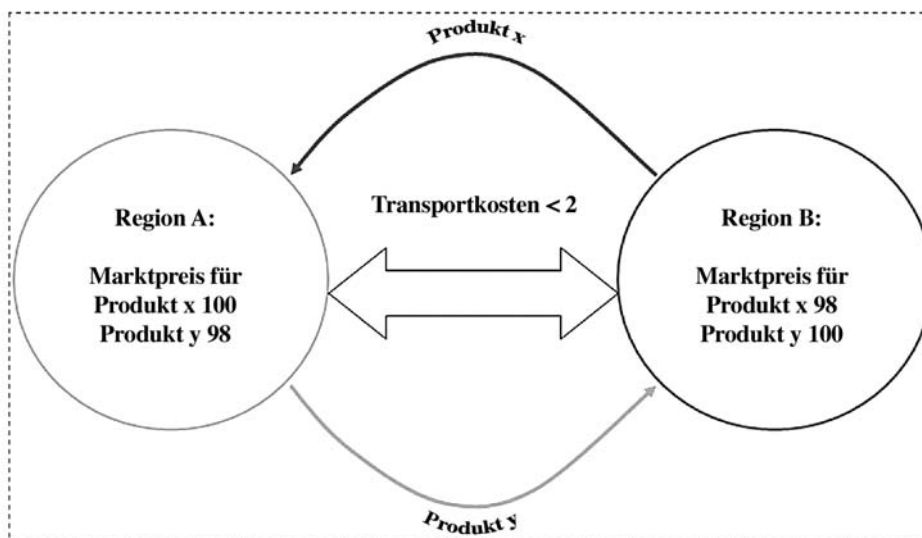 Produkt x
Transportkosten < 2
Region A:
Marktpreis für
Produkt x 100
Produkt y 98
Region B:
Marktpreis für
Produkt x 98
Produkt y 100
Produkt y